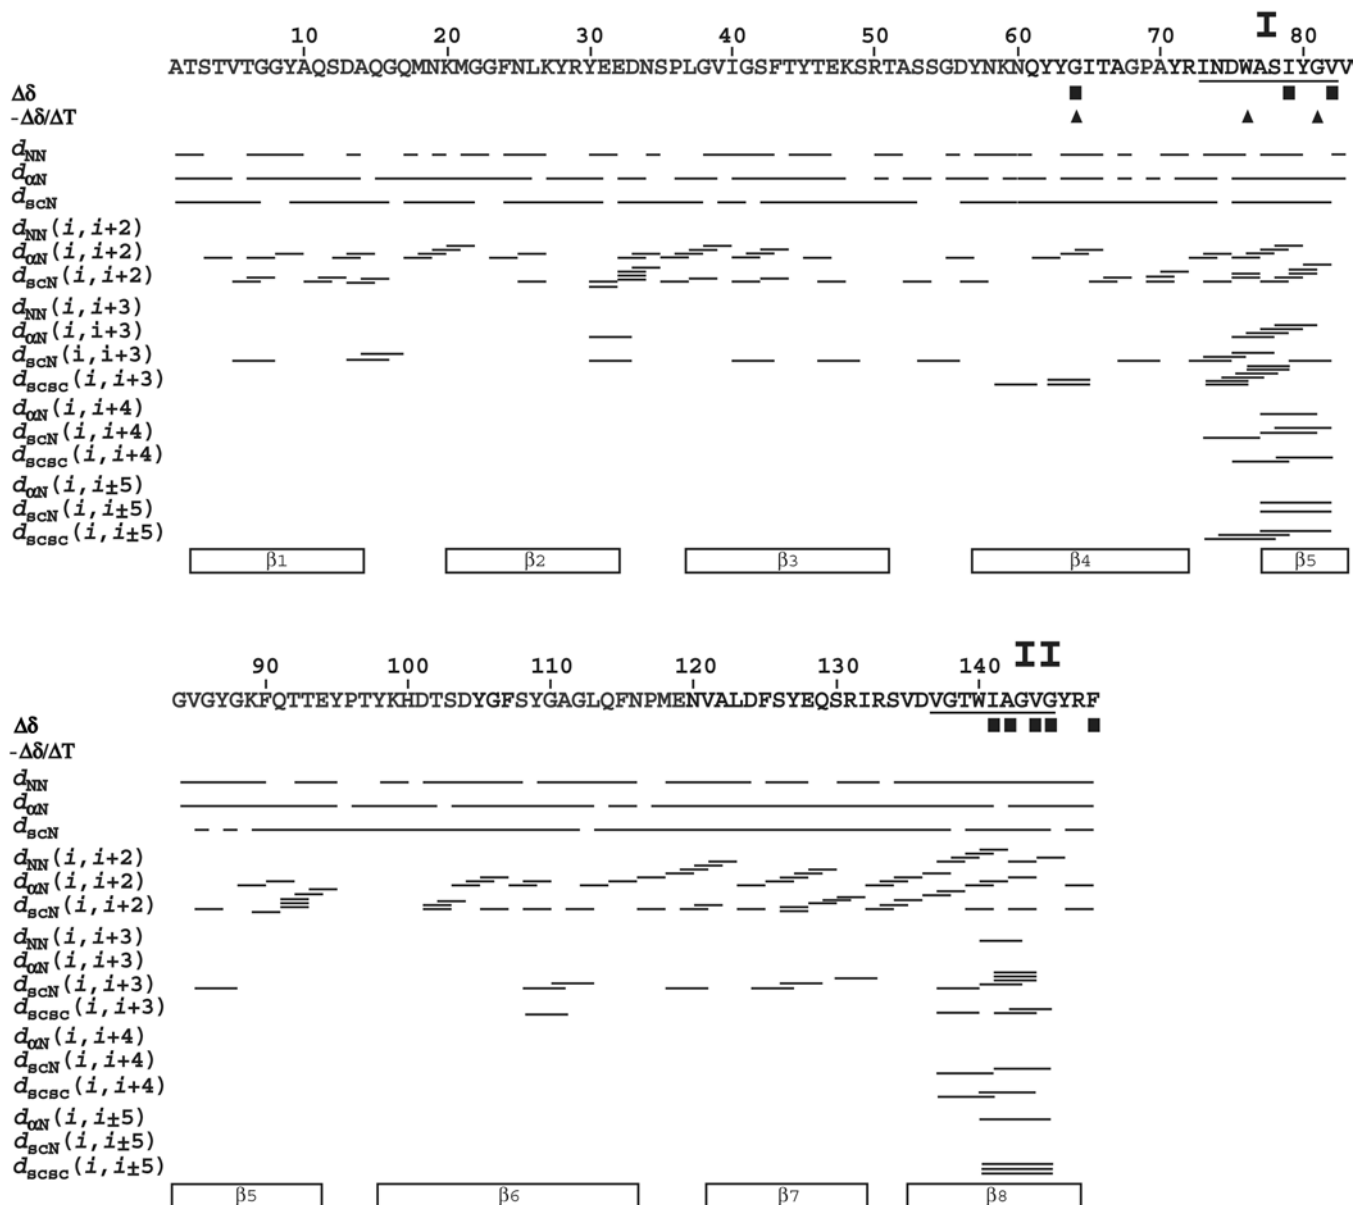 I
10 20 30 40 50 60 70 80
ATSTVTGGYAQSDAQGQMNKMGGFNLKYRYEEDNSPLGVIGSFTYTEKSRTASSGDYNKNQYYGITAGPAYRINDWASIYGVV
Δδ
-Δδ/ΔT
dNN
dαN
dscN
dNN(i,i+2)
dαN(i,i+2)
dscN(i,i+2)
dNN(i,i+3)
dαN(i,i+3)
dscN(i,i+3)
dscsc(i,i+3)
dαN(i,i+4)
dscN(i,i+4)
dscsc(i,i+4)
dαN(i,i±5)
dscN(i,i±5)
dscsc(i,i±5)
β1 β2 β3 β4 β5
II
90 100 110 120 130 140
GVGYGKFQTTEYPTYKHDTSDYGFSYGAGLQFNPMENVALDFSYEQSRIRSVDVGTWIAGVGYRF
Δδ
-Δδ/ΔT
dNN
dαN
dscN
dNN(i,i+2)
dαN(i,i+2)
dscN(i,i+2)
dNN(i,i+3)
dαN(i,i+3)
dscN(i,i+3)
dscsc(i,i+3)
dαN(i,i+4)
dscN(i,i+4)
dscsc(i,i+4)
dαN(i,i±5)
dscN(i,i±5)
dscsc(i,i±5)
β5 β6 β7 β8